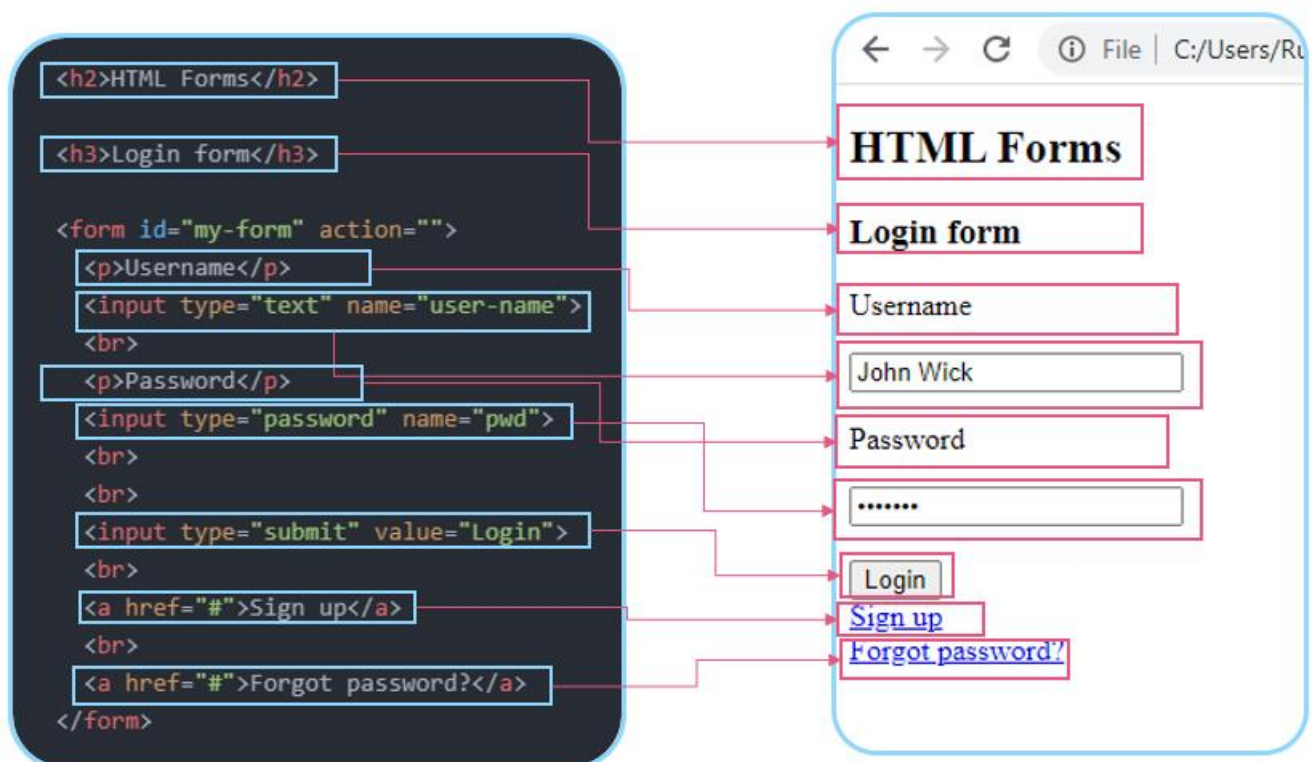 <h2>HTML Forms</h2>
<h3>Login form</h3>
<form id="my-form" action="">
<p>Username</p>
<input type="text" name="user-name">
<br>
<p>Password</p>
<input type="password" name="pwd">
<br>
<br>
<input type="submit" value="Login">
<br>
<a href="#">Sign up</a>
<br>
<a href="#">Forgot password?</a>
</form>
File | C:/Users/Ru
HTML Forms
Login form
Username
John Wick
Password
•••••••
Login
Sign up
Forgot password?